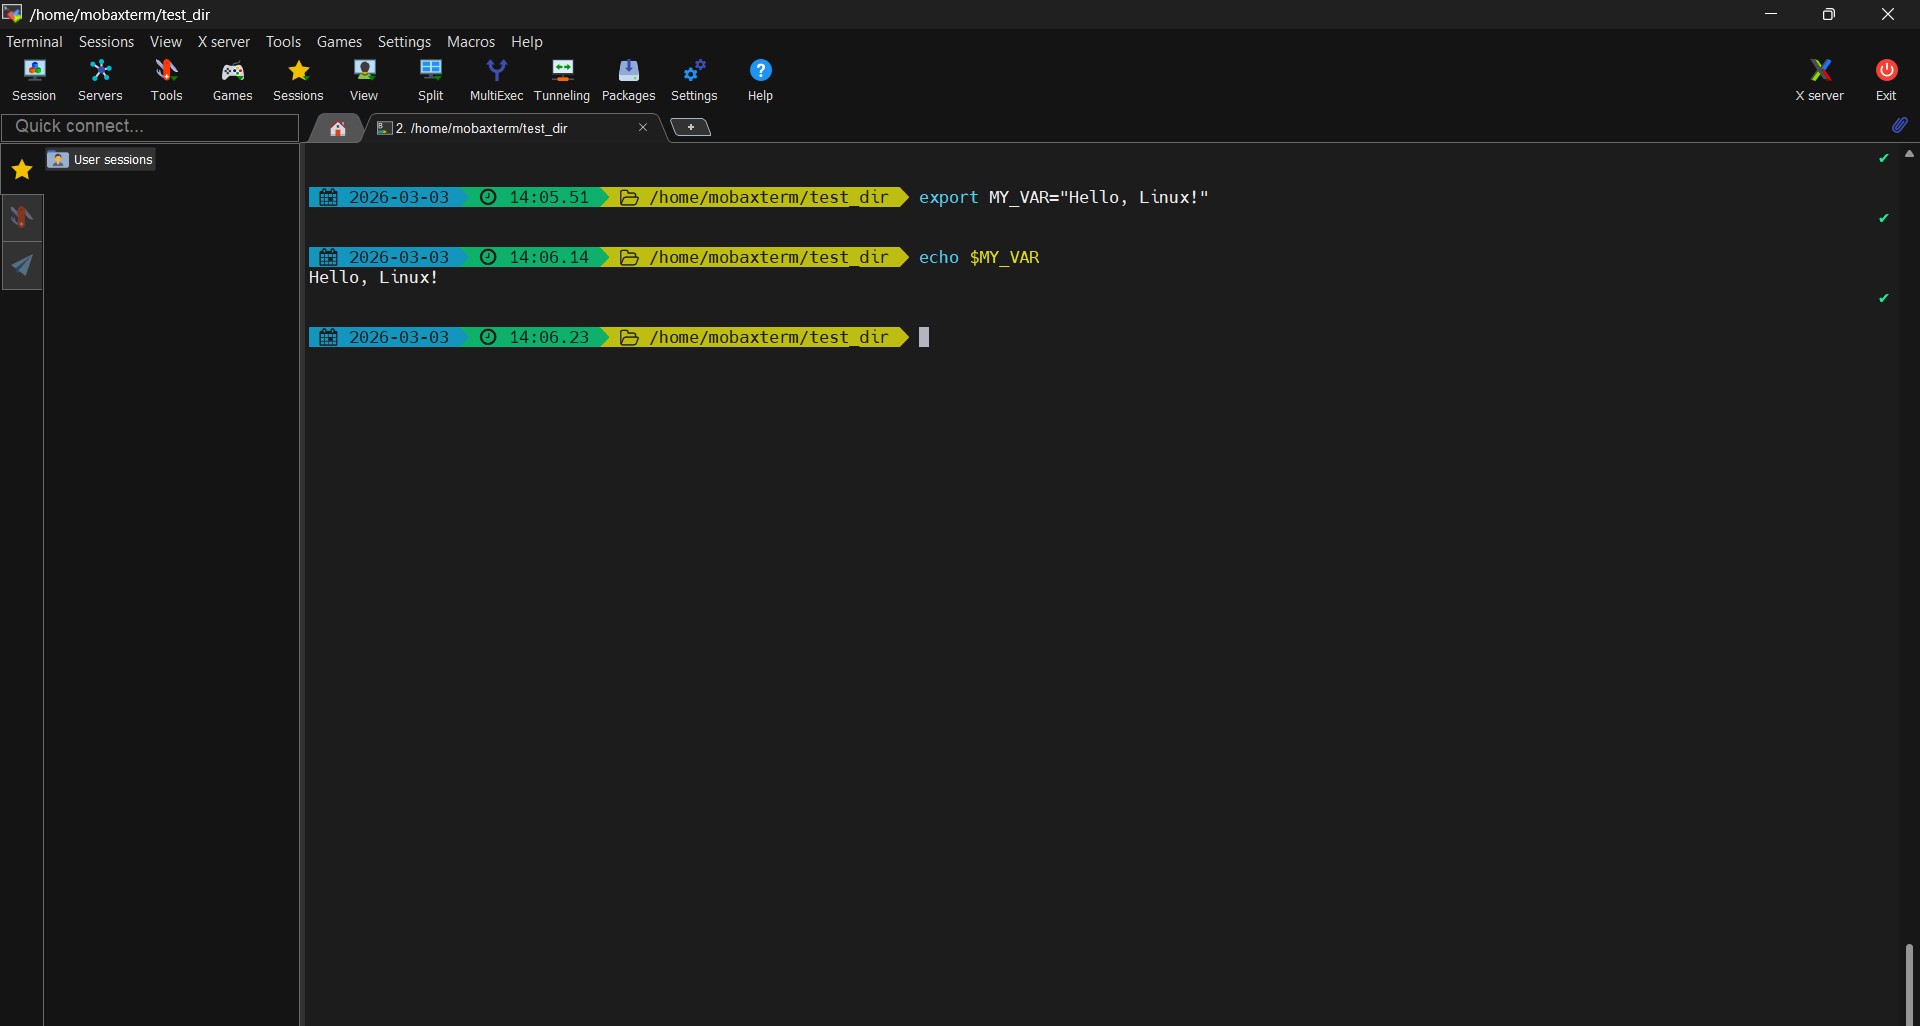 /home/mobaxterm/test_dir
Terminal Sessions View X server Tools Games Settings Macros Help
Session Servers Tools Games Sessions View Split MultiExec Tunneling Packages Settings Help X server Exit
Quick connect... 2. /home/mobaxterm/test_dir
User sessions
2026-03-03 14:05.51 /home/mobaxterm/test_dir export MY_VAR="Hello, Linux!"
2026-03-03 14:06.14 /home/mobaxterm/test_dir echo $MY_VAR
Hello, Linux!
2026-03-03 14:06.23 /home/mobaxterm/test_dir